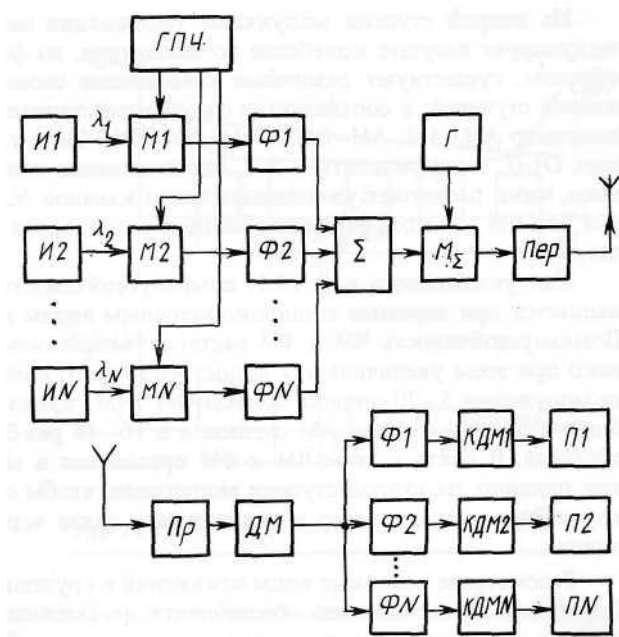 ГПЧ
И1 λ1 М1 Ф1 Г
И2 λ2 М2 Ф2 Σ МΣ Пер
ИN λN МN ФN
Ф1 КДМ1 П1
Пр ДМ Ф2 КДМ2 П2
ФN КДМN ПN